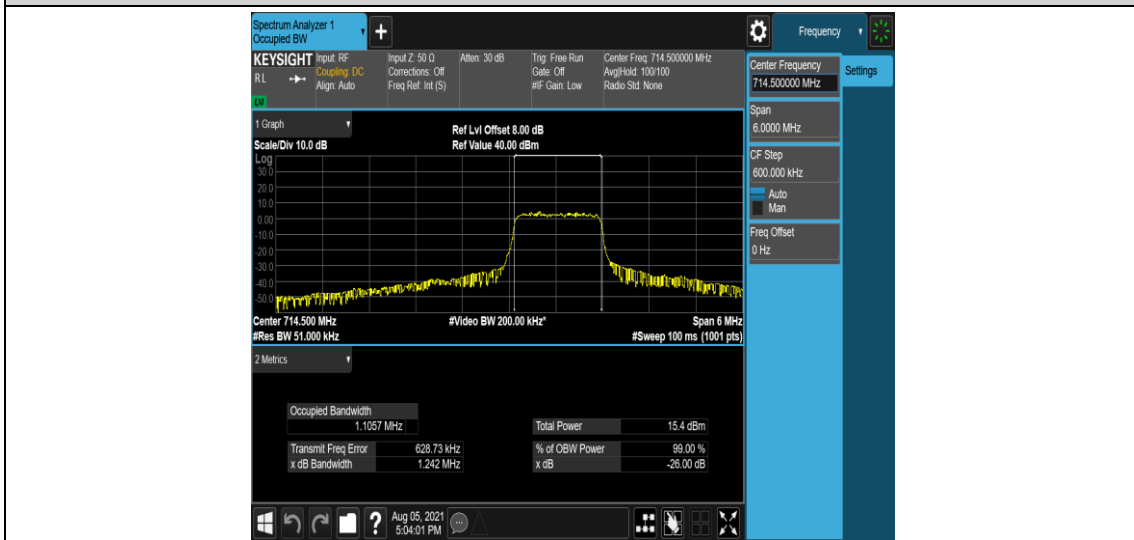 Spectrum Analyzer 1
Occupied BW
+
Frequency
KEYSIGHT
RL
Input: RF
Coupling: DC
Align: Auto
Input Z: 50 Ω
Corrections: Off
Freq Ref: Int (S)
Atten: 30 dB
Trig: Free Run
Gate: Off
#IF Gain: Low
Center Freq: 714.500000 MHz
Avg|Hold: 100/100
Radio Std: None
Center Frequency
714.500000 MHz
Settings
Span
6.0000 MHz
CF Step
600.000 kHz
Auto
Man
Freq Offset
0 Hz
1 Graph
Ref Lvl Offset 8.00 dB
Scale/Div 10.0 dB
Ref Value 40.00 dBm
Log
30.0
20.0
10.0
0.00
-10.0
-20.0
-30.0
-40.0
-50.0
Center 714.500 MHz
#Video BW 200.00 kHz*
Span 6 MHz
#Res BW 51.000 kHz
#Sweep 100 ms (1001 pts)
2 Metrics
Occupied Bandwidth
1.1057 MHz
Total Power 15.4 dBm
Transmit Freq Error 628.73 kHz
% of OBW Power 99.00 %
x dB Bandwidth 1.242 MHz
x dB -26.00 dB
?
Aug 05, 2021
5:04:01 PM